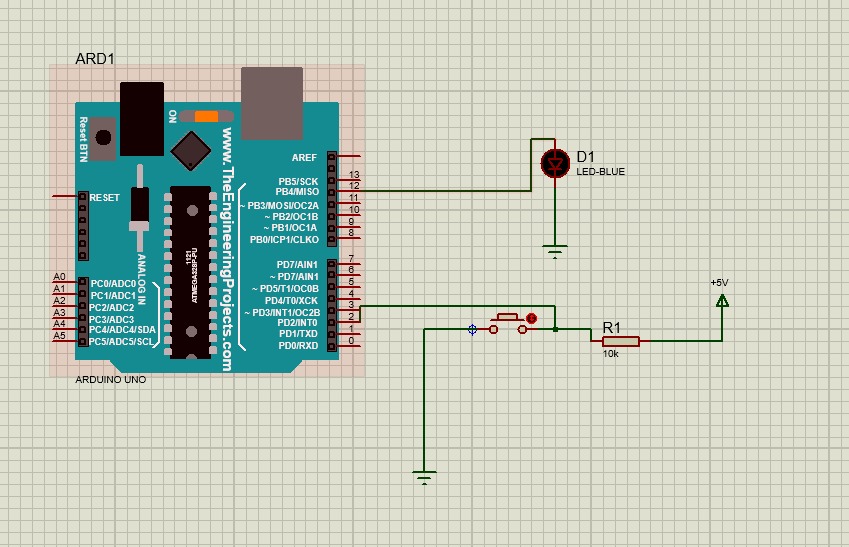 ARD1
ON
Reset BTN
www.TheEngineeringProjects.com
RESET
AREF
PB5/SCK 13
PB4/MISO 12
~ PB3/MOSI/OC2A 11
~ PB2/OC1B 10
~ PB1/OC1A 9
PB0/ICP1/CLKO 8
PD7/AIN1 7
~ PD7/AIN1 6
~ PD5/T1/OC0B 5
PD4/T0/XCK 4
~ PD3/INT1/OC2B 3
PD2/INT0 2
PD1/TXD 1
PD0/RXD 0
1121
ATMEGA328P-PU
ANALOG IN
A0 PC0/ADC0
A1 PC1/ADC1
A2 PC2/ADC2
A3 PC3/ADC3
A4 PC4/ADC4/SDA
A5 PC5/ADC5/SCL
ARDUINO UNO
D1
LED-BLUE
+5V
R1
10k